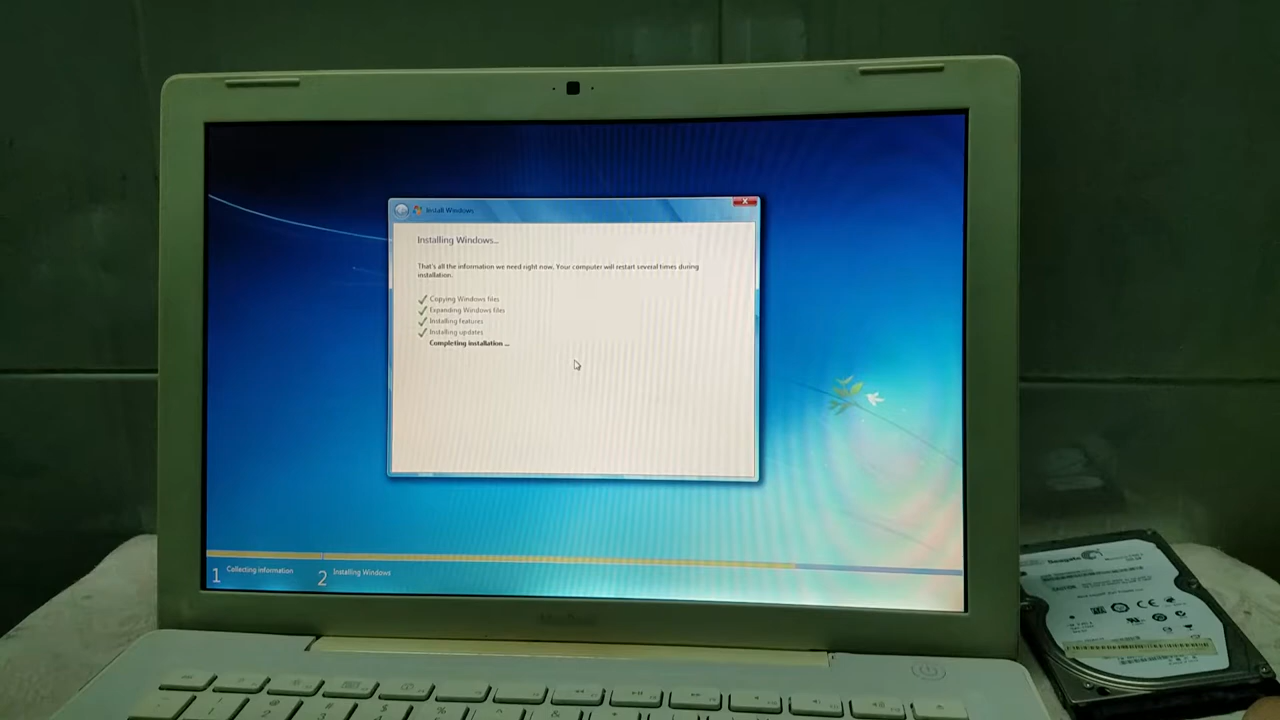 Install Windows
Installing Windows...
That's all the information we need right now. Your computer will restart several times during
installation.
Copying Windows files
Expanding Windows files
Installing features
Installing updates
Completing installation ...
1 Collecting information
2 Installing Windows
MacBook
Seagate